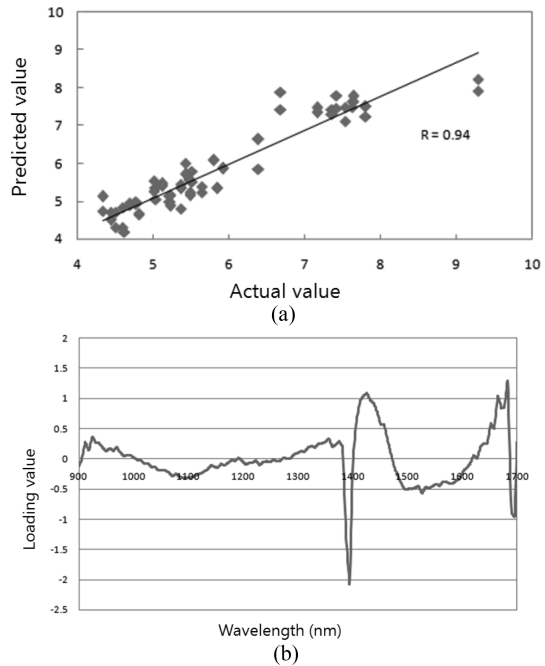 10
9
8
7
6
5
4
4 5 6 7 8 9 10
Predicted value
R = 0.94
Actual value
(a)
2
1.5
1
0.5
0
-0.5
-1
-1.5
-2
-2.5
900 1000 1100 1200 1300 1400 1500 1600 1700
Loading value
Wavelength (nm)
(b)